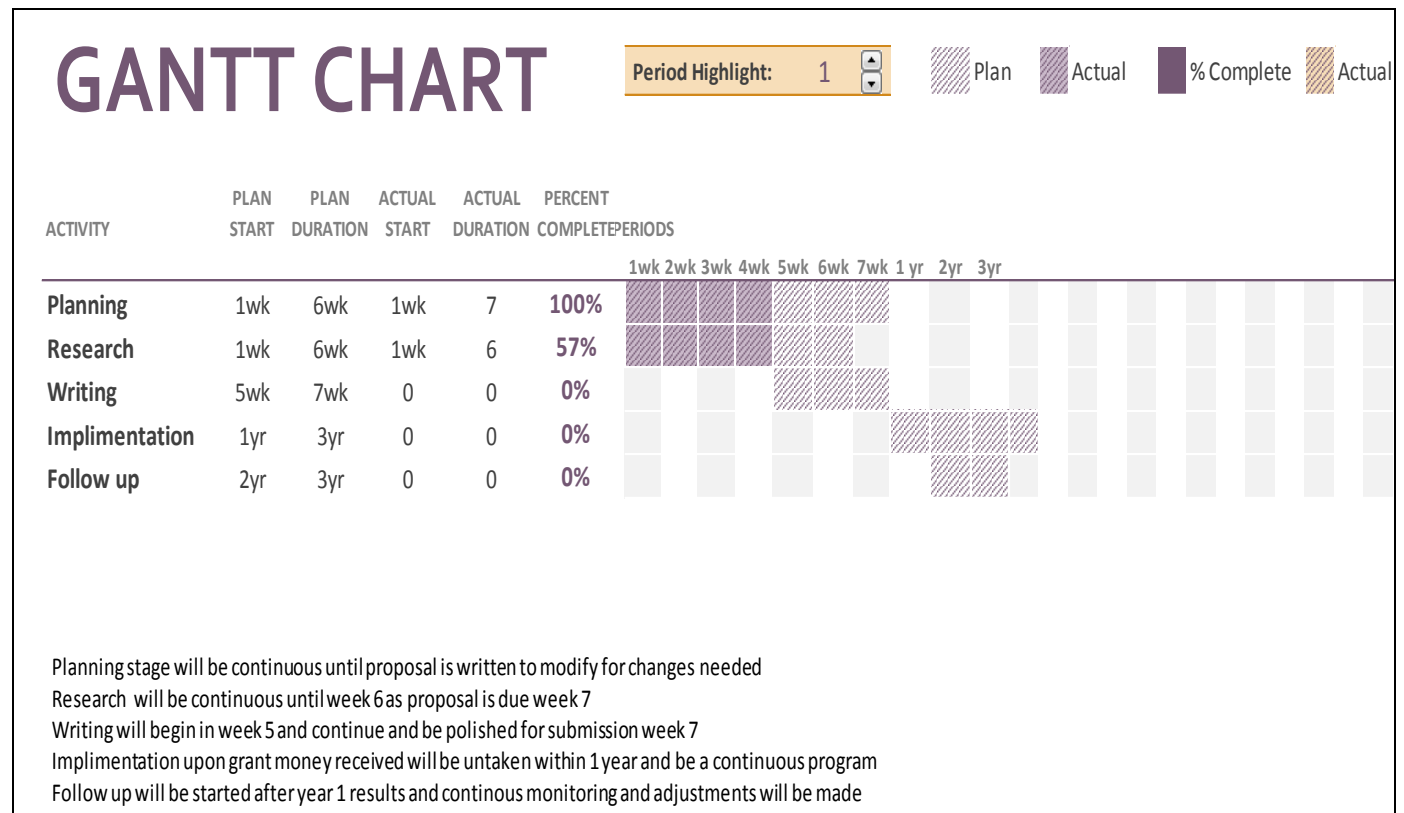 GANTT CHART
Period Highlight: 1
Plan
Actual
% Complete
Actual
ACTIVITY PLAN START PLAN DURATION ACTUAL START ACTUAL DURATION PERCENT COMPLETE PERIODS
1wk 2wk 3wk 4wk 5wk 6wk 7wk 1 yr 2yr 3yr
Planning 1wk 6wk 1wk 7 100%
Research 1wk 6wk 1wk 6 57%
Writing 5wk 7wk 0 0 0%
Implimentation 1yr 3yr 0 0 0%
Follow up 2yr 3yr 0 0 0%
Planning stage will be continuous until proposal is written to modify for changes needed
Research will be continuous until week 6 as proposal is due week 7
Writing will begin in week 5 and continue and be polished for submission week 7
Implimentation upon grant money received will be untaken within 1 year and be a continuous program
Follow up will be started after year 1 results and continous monitoring and adjustments will be made